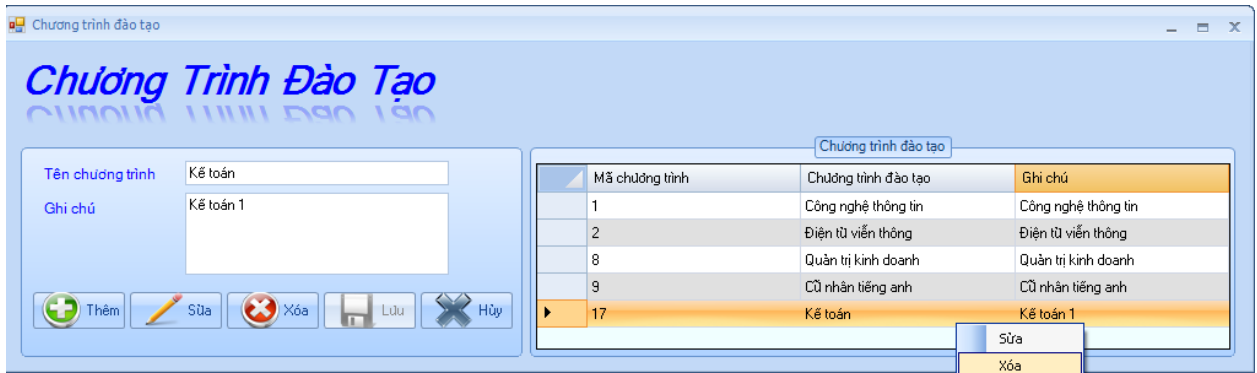 Chương trình đào tạo
Chương Trình Đào Tạo
Chương trình đào tạo
Tên chương trình Kế toán
Ghi chú Kế toán 1
Thêm Sửa Xóa Lưu Hủy
Mã chương trình Chương trình đào tạo Ghi chú
1 Công nghệ thông tin Công nghệ thông tin
2 Điện tử viễn thông Điện tử viễn thông
8 Quản trị kinh doanh Quản trị kinh doanh
9 Cử nhân tiếng anh Cử nhân tiếng anh
17 Kế toán Kế toán 1
Sửa
Xóa